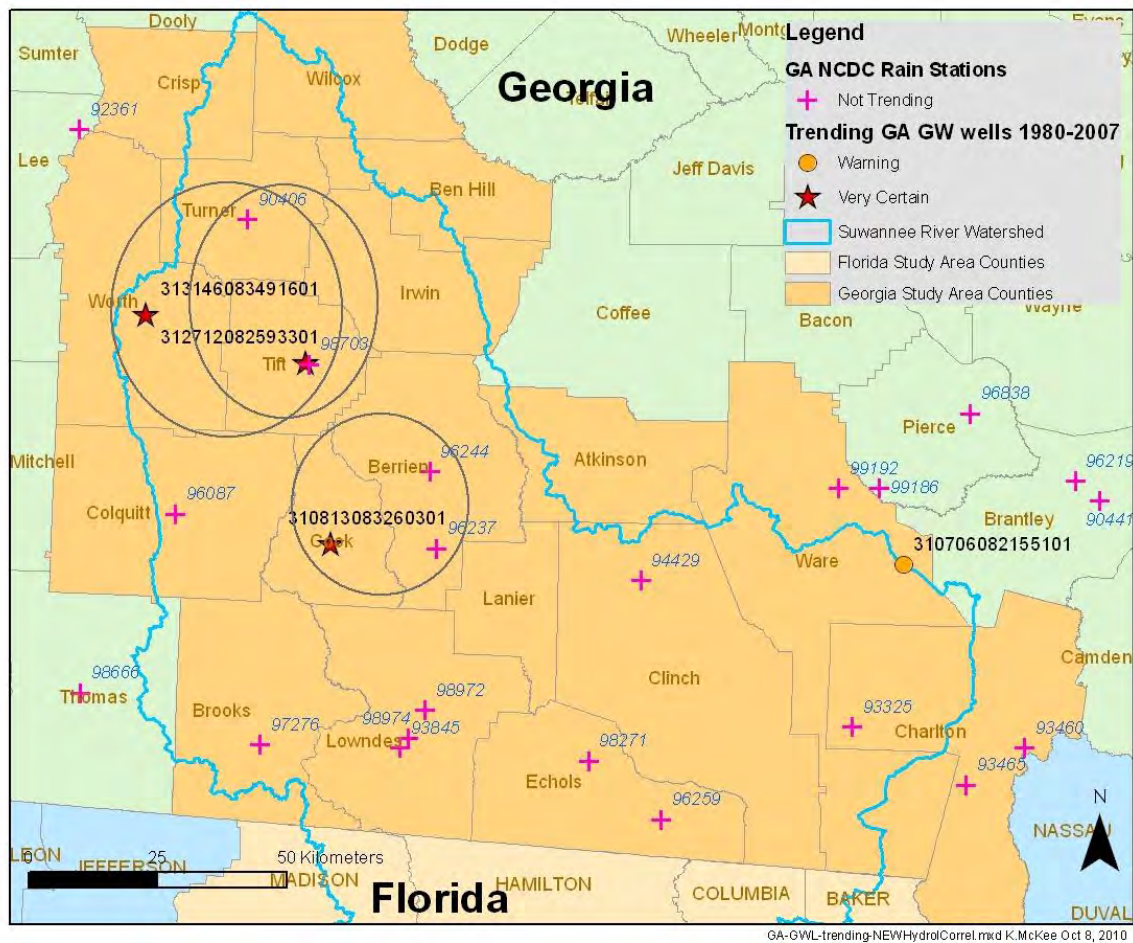 Dooly
Sumter
Dodge
Wheeler
Crisp
Wilcox
Georgia
92361
Lee
Jeff Davis
Ben Hill
Turner
90406
Legend
GA NCDC Rain Stations
Not Trending
Trending GA GW wells 1980-2007
Warning
Very Certain
Suwannee River Watershed
Florida Study Area Counties
Georgia Study Area Counties
Wayne
Bacon
Coffee
Irwin
Worth
313146083491601
312712082593301
Tift
98703
96838
Pierce
Mitchell
Berrien
96244
Atkinson
99192
99186
96219
90441
Brantley
Colquitt
96087
310813083260301
Cook
96237
94429
Ware
310706082155101
Lanier
Camden
98666
Thomas
Clinch
Brooks
97276
98972
98974
93845
Lowndes
98271
Echols
96259
93325
Charlton
93460
93465
N
NASSAU
JEFFERSON
25
50 Kilometers
MADISON
Florida
HAMILTON
COLUMBIA
BAKER
DUVAL
GA-GWL-trending-NEWHydrolCorrel.mxd K.McKee Oct 8, 2010